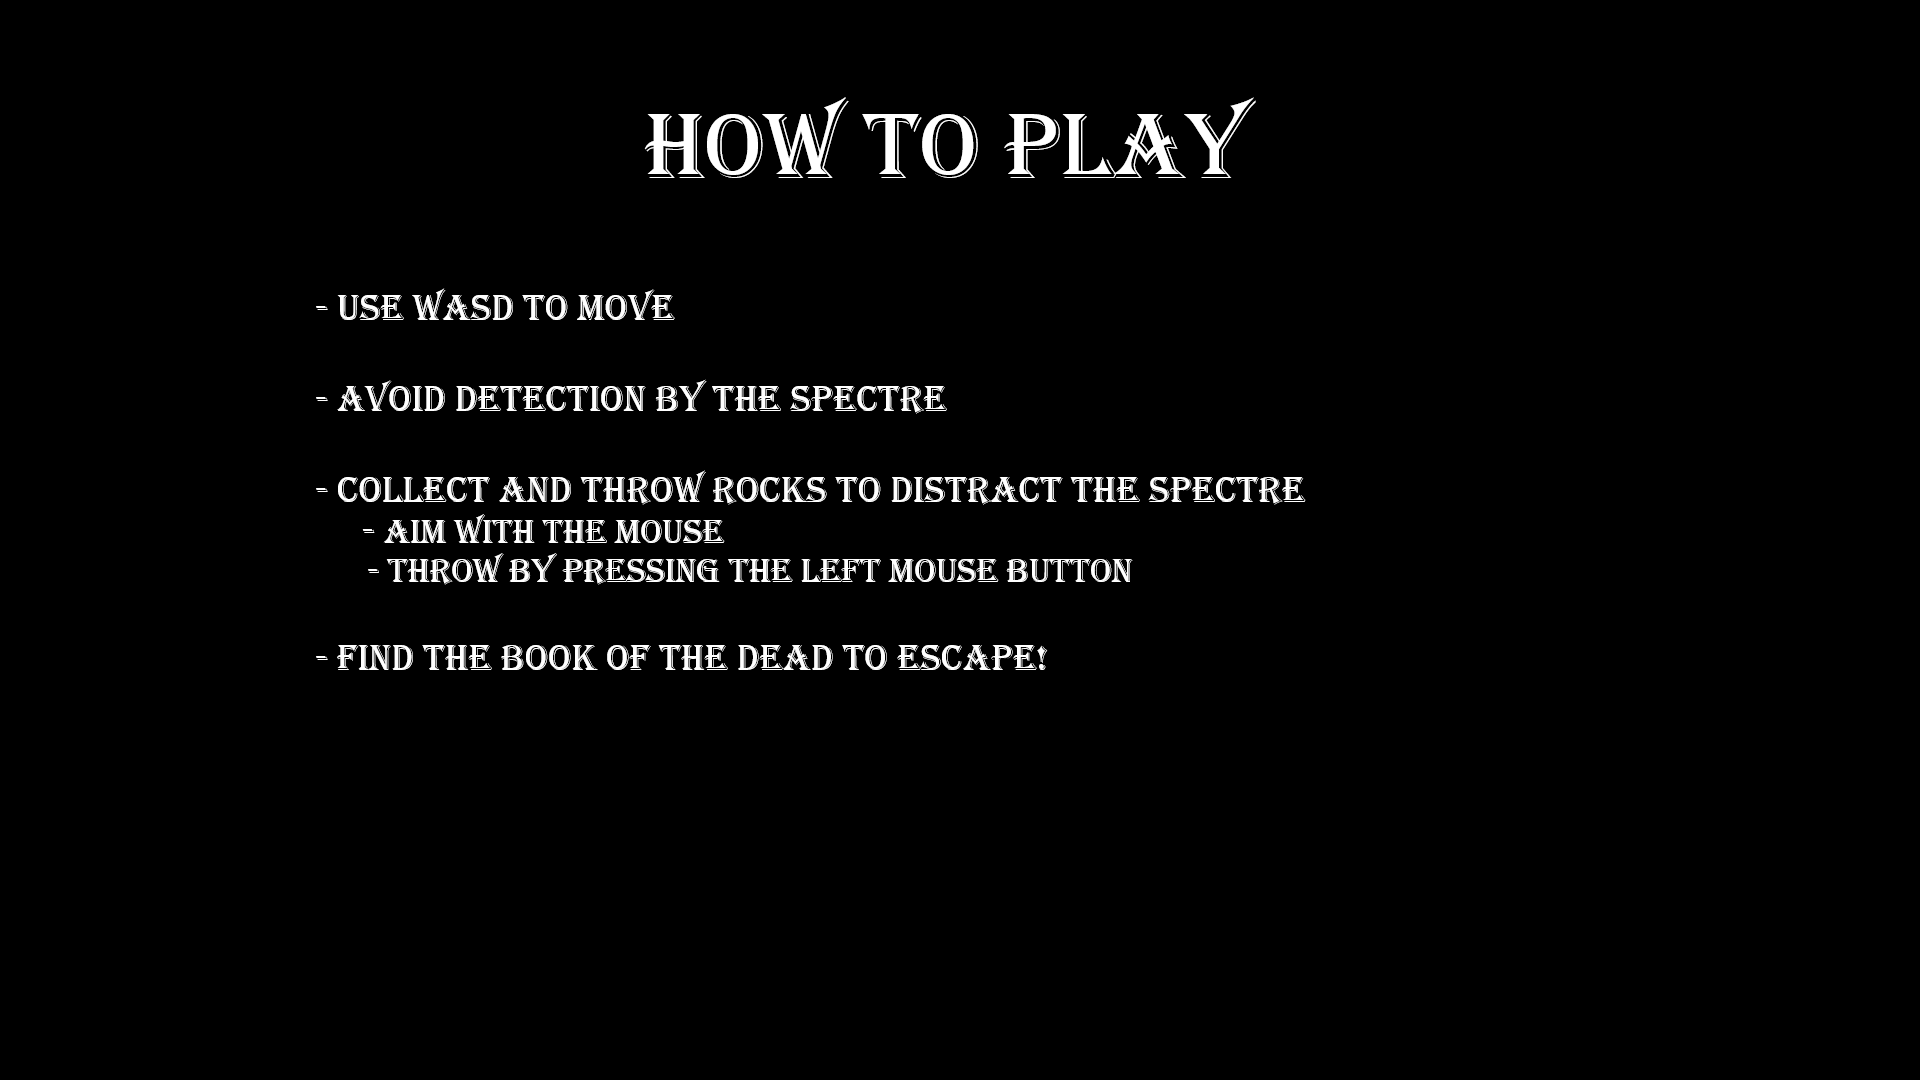 HOW TO PLAY
- USE WASD TO MOVE
- AVOID DETECTION BY THE SPECTRE
- COLLECT AND THROW ROCKS TO DISTRACT THE SPECTRE
- AIM WITH THE MOUSE
- THROW BY PRESSING THE LEFT MOUSE BUTTON
- FIND THE BOOK OF THE DEAD TO ESCAPE!